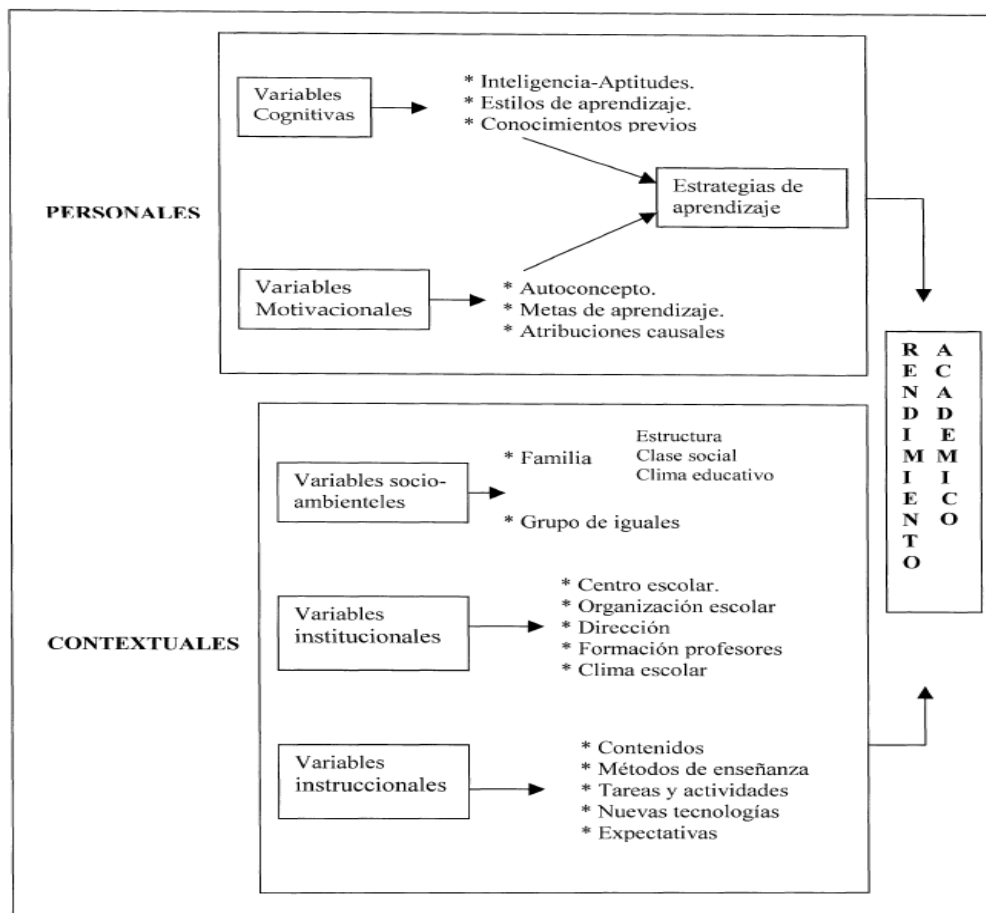 PERSONALES
Variables
Cognitivas
* Inteligencia-Aptitudes.
* Estilos de aprendizaje.
* Conocimientos previos
Estrategias de
aprendizaje
Variables
Motivacionales
* Autoconcepto.
* Metas de aprendizaje.
* Atribuciones causales
CONTEXTUALES
Variables socio-
ambienteles
* Familia
Estructura
Clase social
Clima educativo
* Grupo de iguales
Variables
institucionales
* Centro escolar.
* Organización escolar
* Dirección
* Formación profesores
* Clima escolar
Variables
instruccionales
* Contenidos
* Métodos de enseñanza
* Tareas y actividades
* Nuevas tecnologías
* Expectativas
RENDIMIENTO
ACADEMICO